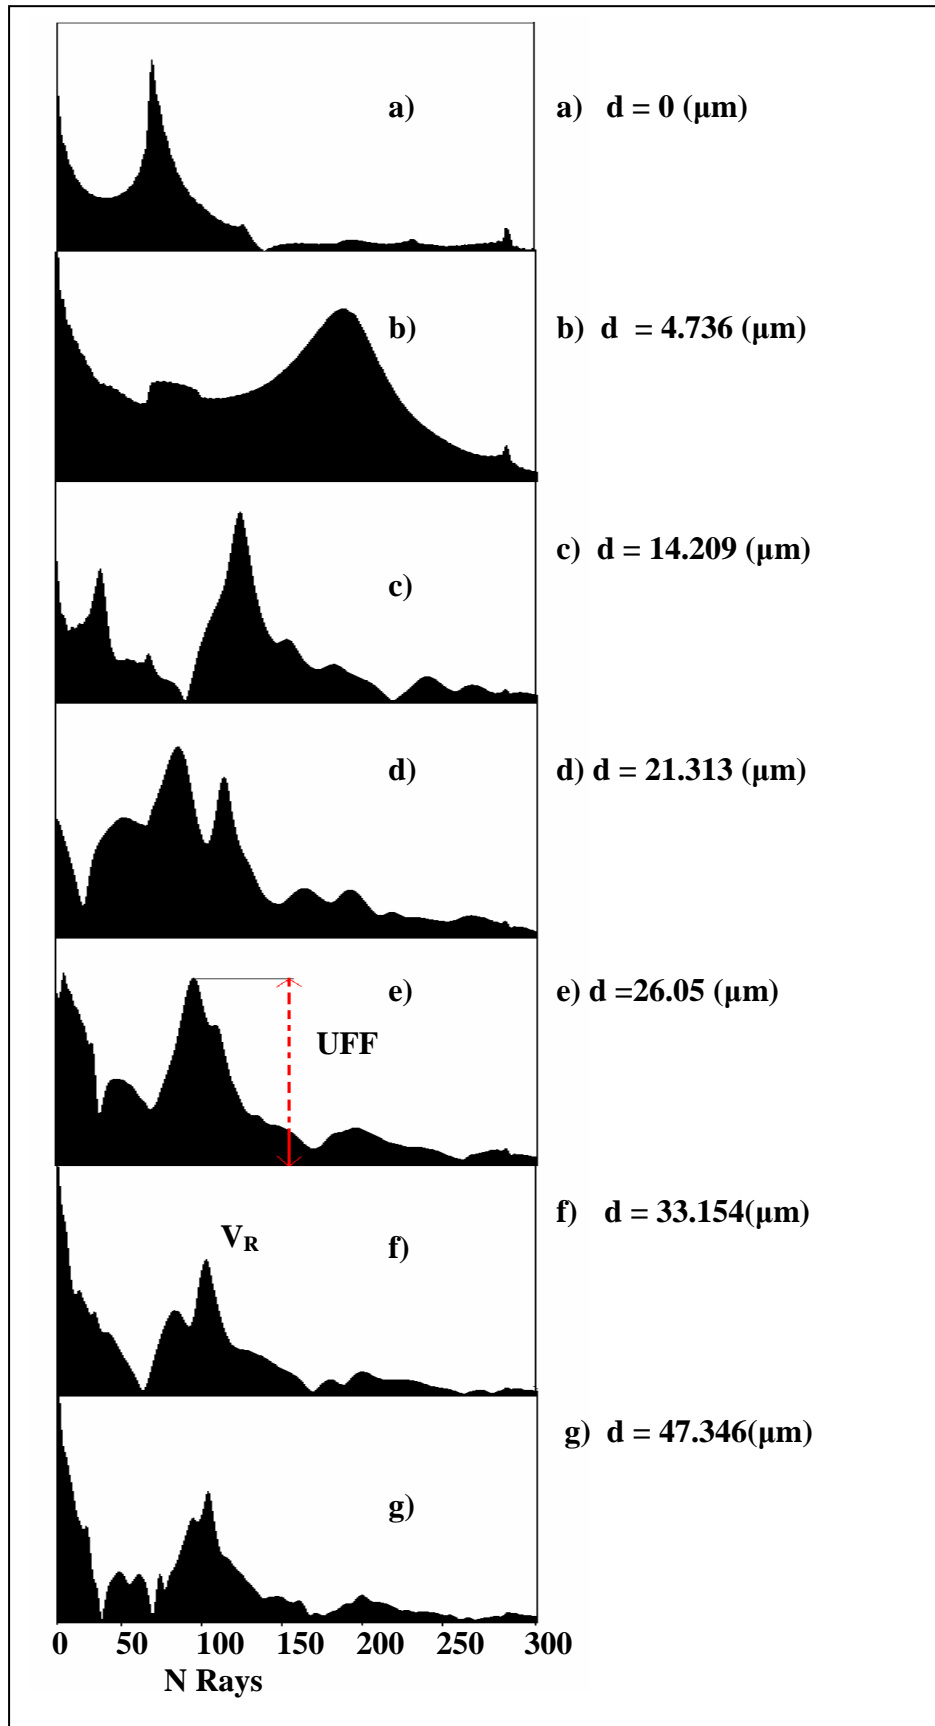 a)
a) d = 0 (μm)
b)
b) d = 4.736 (μm)
c) d = 14.209 (μm)
c)
d)
d) d = 21.313 (μm)
e)
e) d =26.05 (μm)
UFF
f) d = 33.154(μm)
VR
f)
g) d = 47.346(μm)
g)
0 50 100 150 200 250 300
N Rays